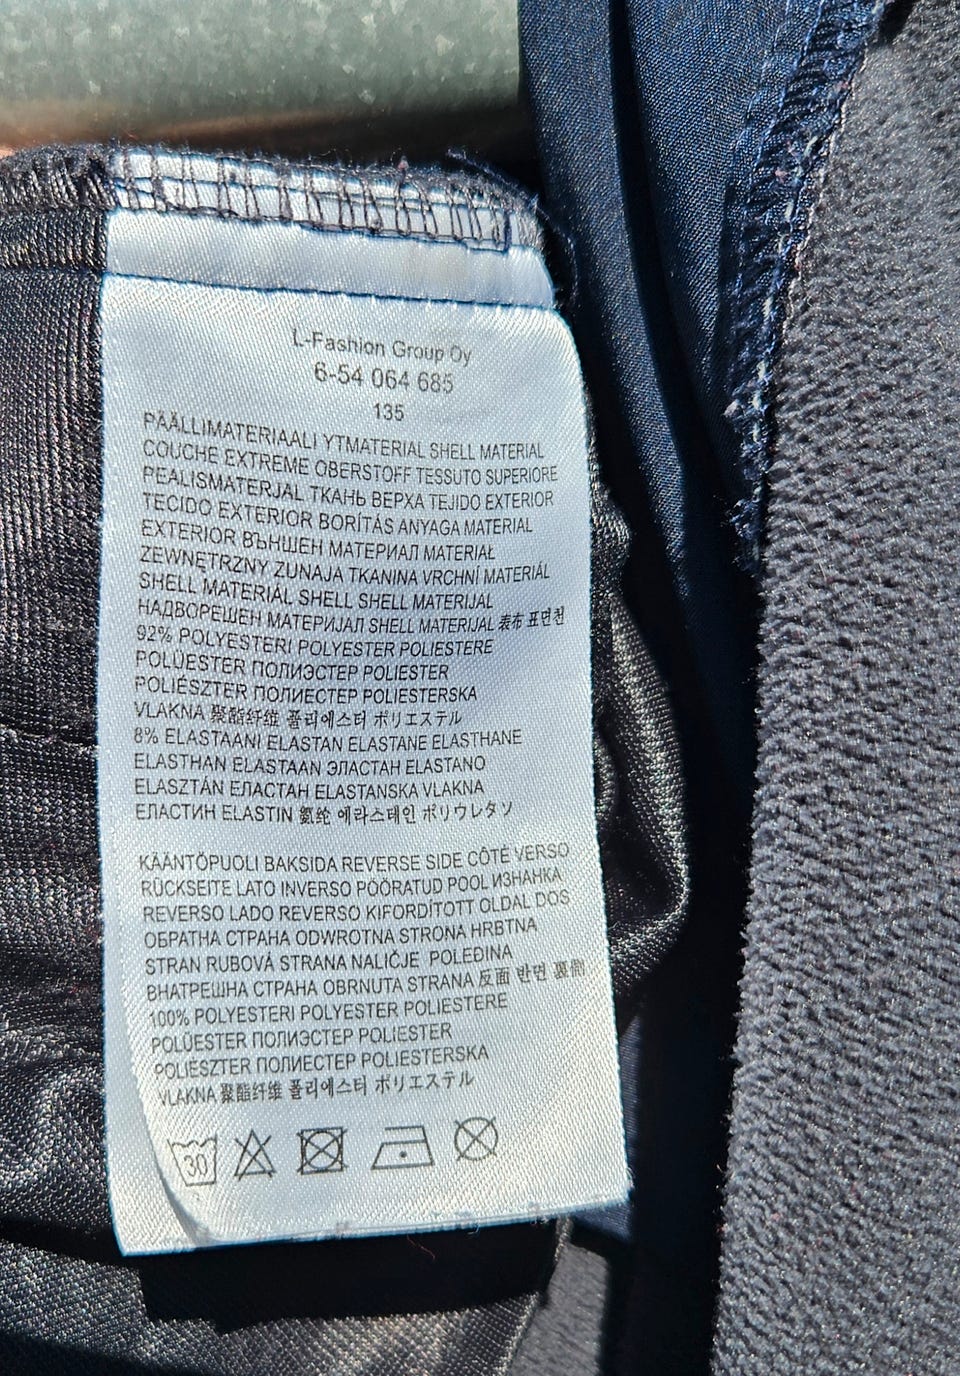 L-Fashion Group Oy
6-54 064 685
135
PÄÄLLIMATERIAALI YTMATERIAL SHELL MATERIAL
COUCHE EXTREME OBERSTOFF TESSUTO SUPERIORE
PEALISMATERJAL ТКАНЬ ВЕРХА TEJIDO EXTERIOR
TECIDO EXTERIOR BORÍTÁS ANYAGA MATERIAL
EXTERIOR ВЪНШЕН МАТЕРИАЛ MATERIAŁ
ZEWNĘTRZNY ZUNAJA TKANINA VRCHNÍ MATERIÁL
SHELL MATERIÁL SHELL SHELL MATERIJAL
НАДВОРЕШЕН МАТЕРИЈАЛ SHELL MATERIJAL 表布 표면천
92% POLYESTERI POLYESTER POLIESTERE
POLÜESTER ПОЛИЭСТЕР POLIESTER
POLIÉSZTER ПОЛИЕСТЕР POLIESTERSKA
VLAKNA 聚酯纤维 폴리에스터 ポリエステル
8% ELASTAANI ELASTAN ELASTANE ELASTHANE
ELASTHAN ELASTAAN ЭЛАСТАН ELASTANO
ELASZTÁN ЕЛАСТАН ELASTANSKA VLAKNA
ЕЛАСТИН ELASTIN 氨纶 에라스테인 ポリウレタソ
KÄÄNTÖPUOLI BAKSIDA REVERSE SIDE CÔTÉ VERSO
RÜCKSEITE LATO INVERSO PÖÖRATUD POOL ИЗНАНКА
REVERSO LADO REVERSO KIFORDÍTOTT OLDAL DOS
ОБРАТНА СТРАНА ODWROTNA STRONA HRBTNA
STRAN RUBOVÁ STRANA NALIČJE POLEĐINA
ВНАТРЕШНА СТРАНА OBRNUTA STRANA 反面 반면 裏側
100% POLYESTERI POLYESTER POLIESTERE
POLÜESTER ПОЛИЭСТЕР POLIESTER
POLIÉSZTER ПОЛИЕСТЕР POLIESTERSKA
VLAKNA 聚酯纤维 폴리에스터 ポリエステル
30